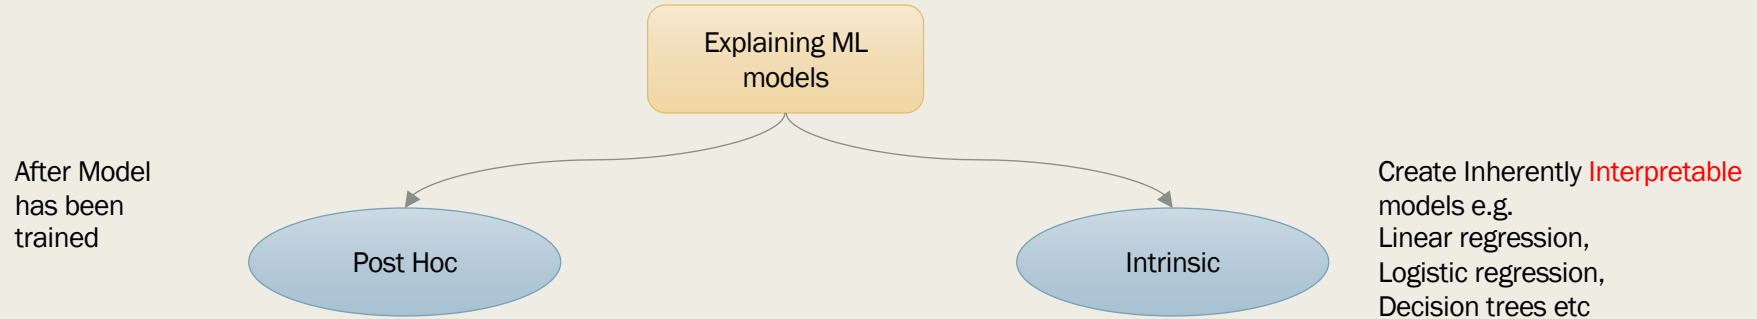 Explaining ML
models
After Model
has been
trained
Post Hoc
Intrinsic
Create Inherently Interpretable
models e.g.
Linear regression,
Logistic regression,
Decision trees etc